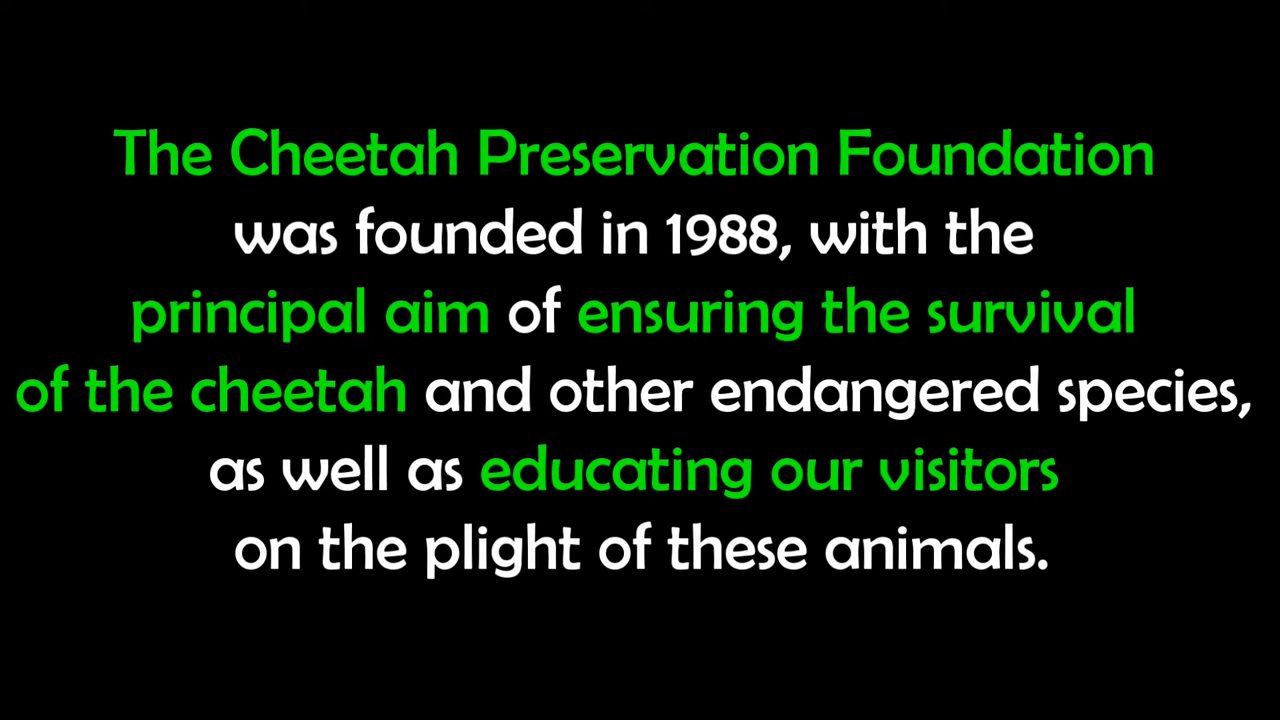 The Cheetah Preservation Foundation
was founded in 1988, with the
principal aim of ensuring the survival
of the cheetah and other endangered species,
as well as educating our visitors
on the plight of these animals.